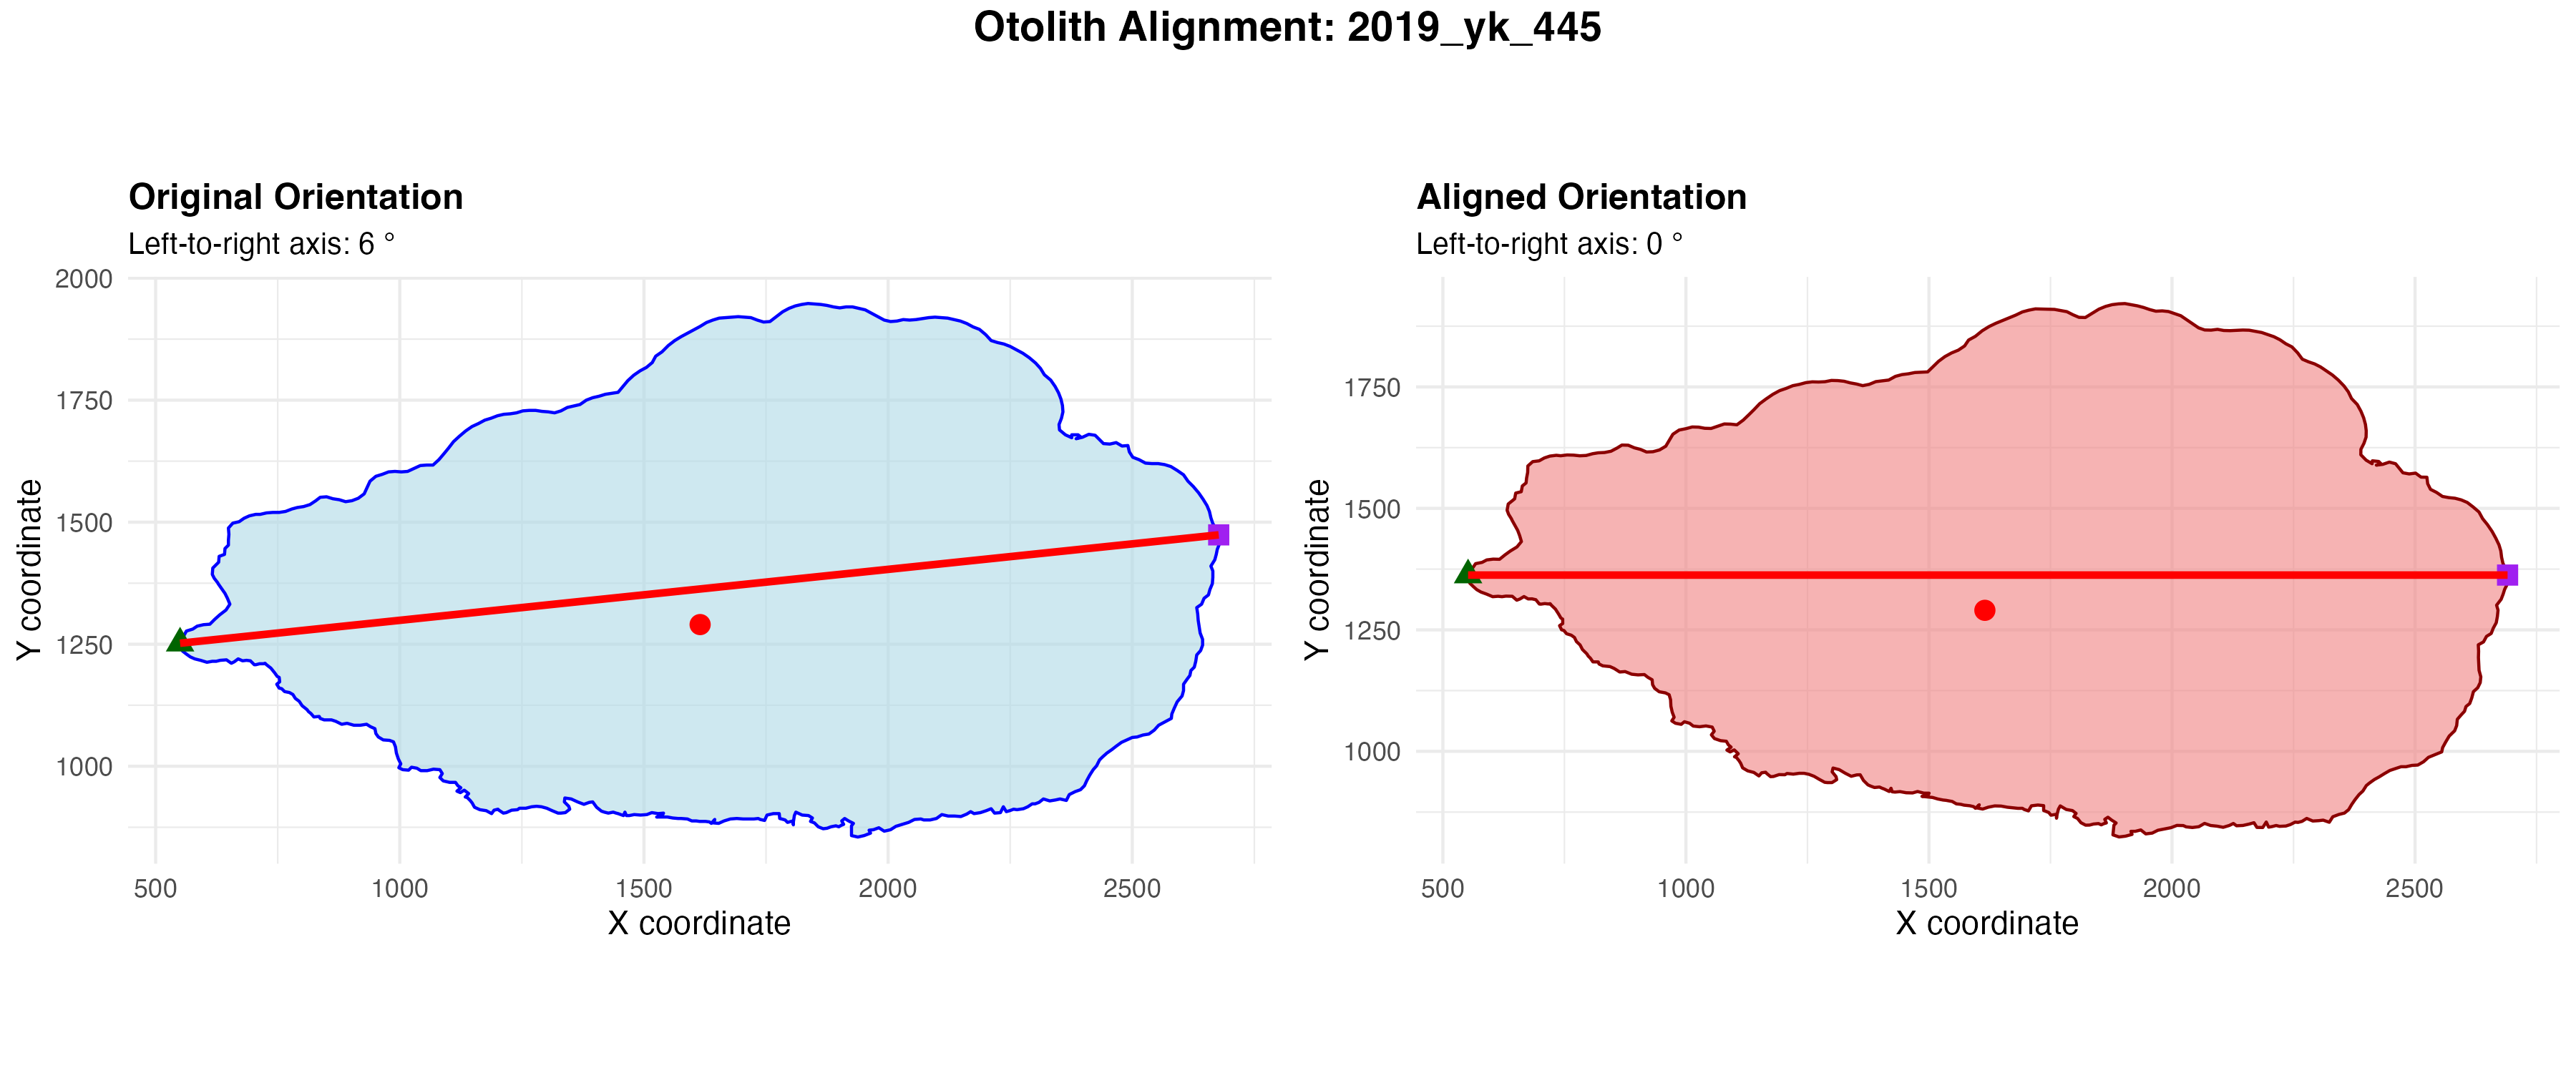 Otolith Alignment: 2019_yk_445
Original Orientation
Left-to-right axis: 6 °
2000
1750
1500
1250
1000
Y coordinate
500 1000 1500 2000 2500
X coordinate
Aligned Orientation
Left-to-right axis: 0 °
1750
1500
1250
1000
Y coordinate
500 1000 1500 2000 2500
X coordinate